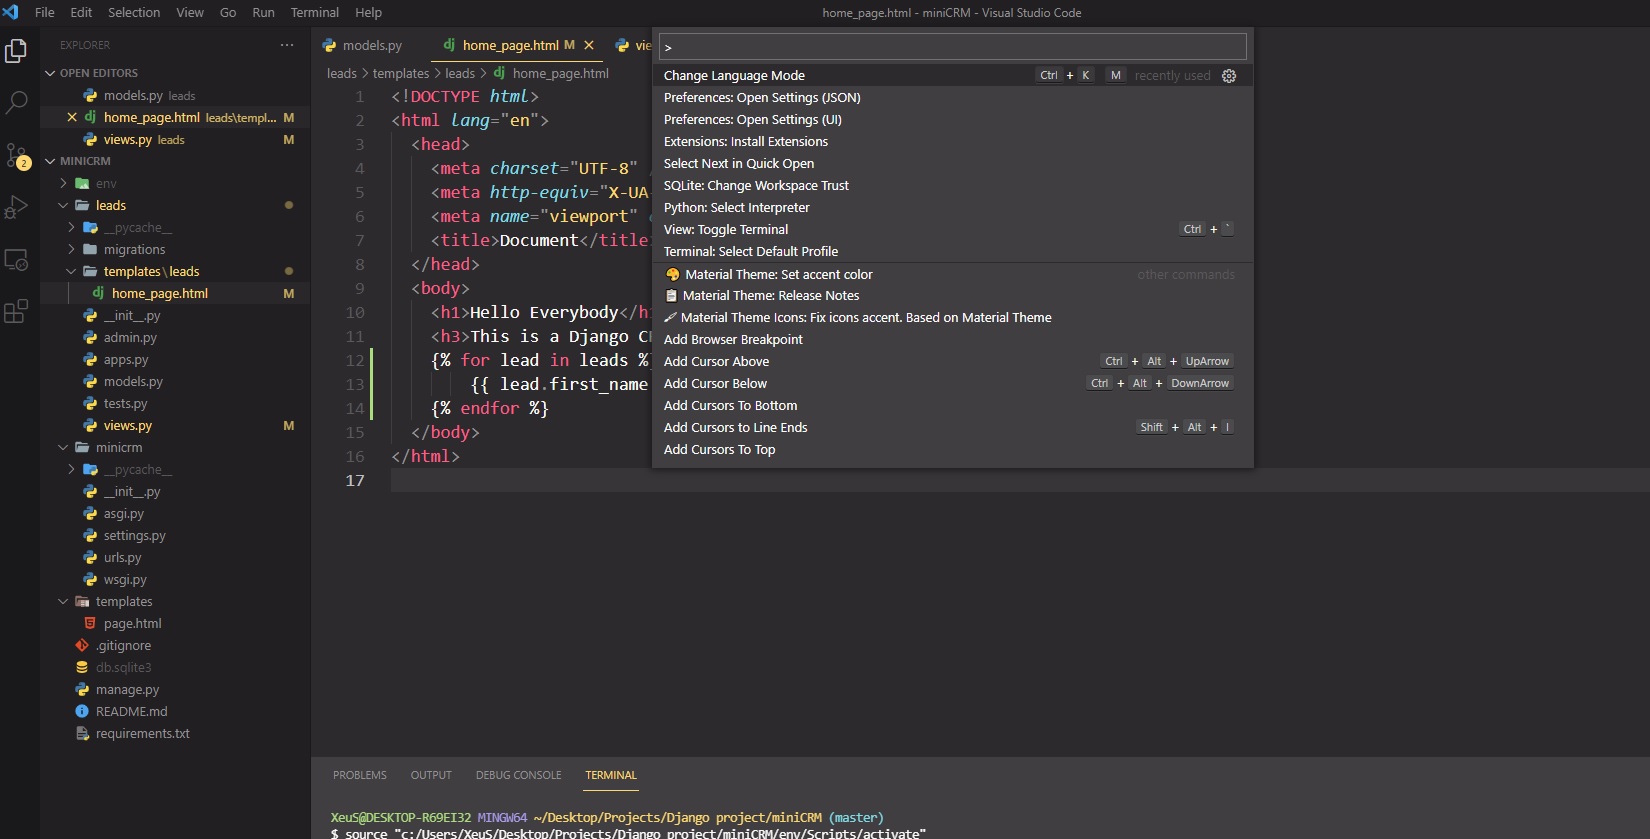 File Edit Selection View Go Run Terminal Help
home_page.html - miniCRM - Visual Studio Code
EXPLORER
OPEN EDITORS
models.py leads
home_page.html leads\templ... M
views.py leads M
2
MINICRM
env
leads
__pycache__
migrations
templates\leads
home_page.html M
__init__.py
admin.py
apps.py
models.py
tests.py
views.py M
minicrm
__pycache__
__init__.py
asgi.py
settings.py
urls.py
wsgi.py
templates
page.html
.gitignore
db.sqlite3
manage.py
README.md
requirements.txt
models.py
home_page.html M
vie
leads > templates > leads > home_page.html
1 <!DOCTYPE html>
2 <html lang="en">
3 <head>
4 <meta charset="UTF-8"
5 <meta http-equiv="X-UA-
6 <meta name="viewport"
7 <title>Document</title
8 </head>
9 <body>
10 <h1>Hello Everybody</h
11 <h3>This is a Django C
12 {% for lead in leads %
13 {{ lead.first_name
14 {% endfor %}
15 </body>
16 </html>
17
>
Change Language Mode Ctrl + K M recently used
Preferences: Open Settings (JSON)
Preferences: Open Settings (UI)
Extensions: Install Extensions
Select Next in Quick Open
SQLite: Change Workspace Trust
Python: Select Interpreter
View: Toggle Terminal Ctrl + `
Terminal: Select Default Profile
🎨 Material Theme: Set accent color other commands
📋 Material Theme: Release Notes
🖌 Material Theme Icons: Fix icons accent. Based on Material Theme
Add Browser Breakpoint
Add Cursor Above Ctrl + Alt + UpArrow
Add Cursor Below Ctrl + Alt + DownArrow
Add Cursors To Bottom
Add Cursors to Line Ends Shift + Alt + I
Add Cursors To Top
PROBLEMS OUTPUT DEBUG CONSOLE TERMINAL
XeuS@DESKTOP-R69EI32 MINGW64 ~/Desktop/Projects/Django project/miniCRM (master)
$ source "c:/Users/XeuS/Desktop/Projects/Django project/miniCRM/env/Scripts/activate"